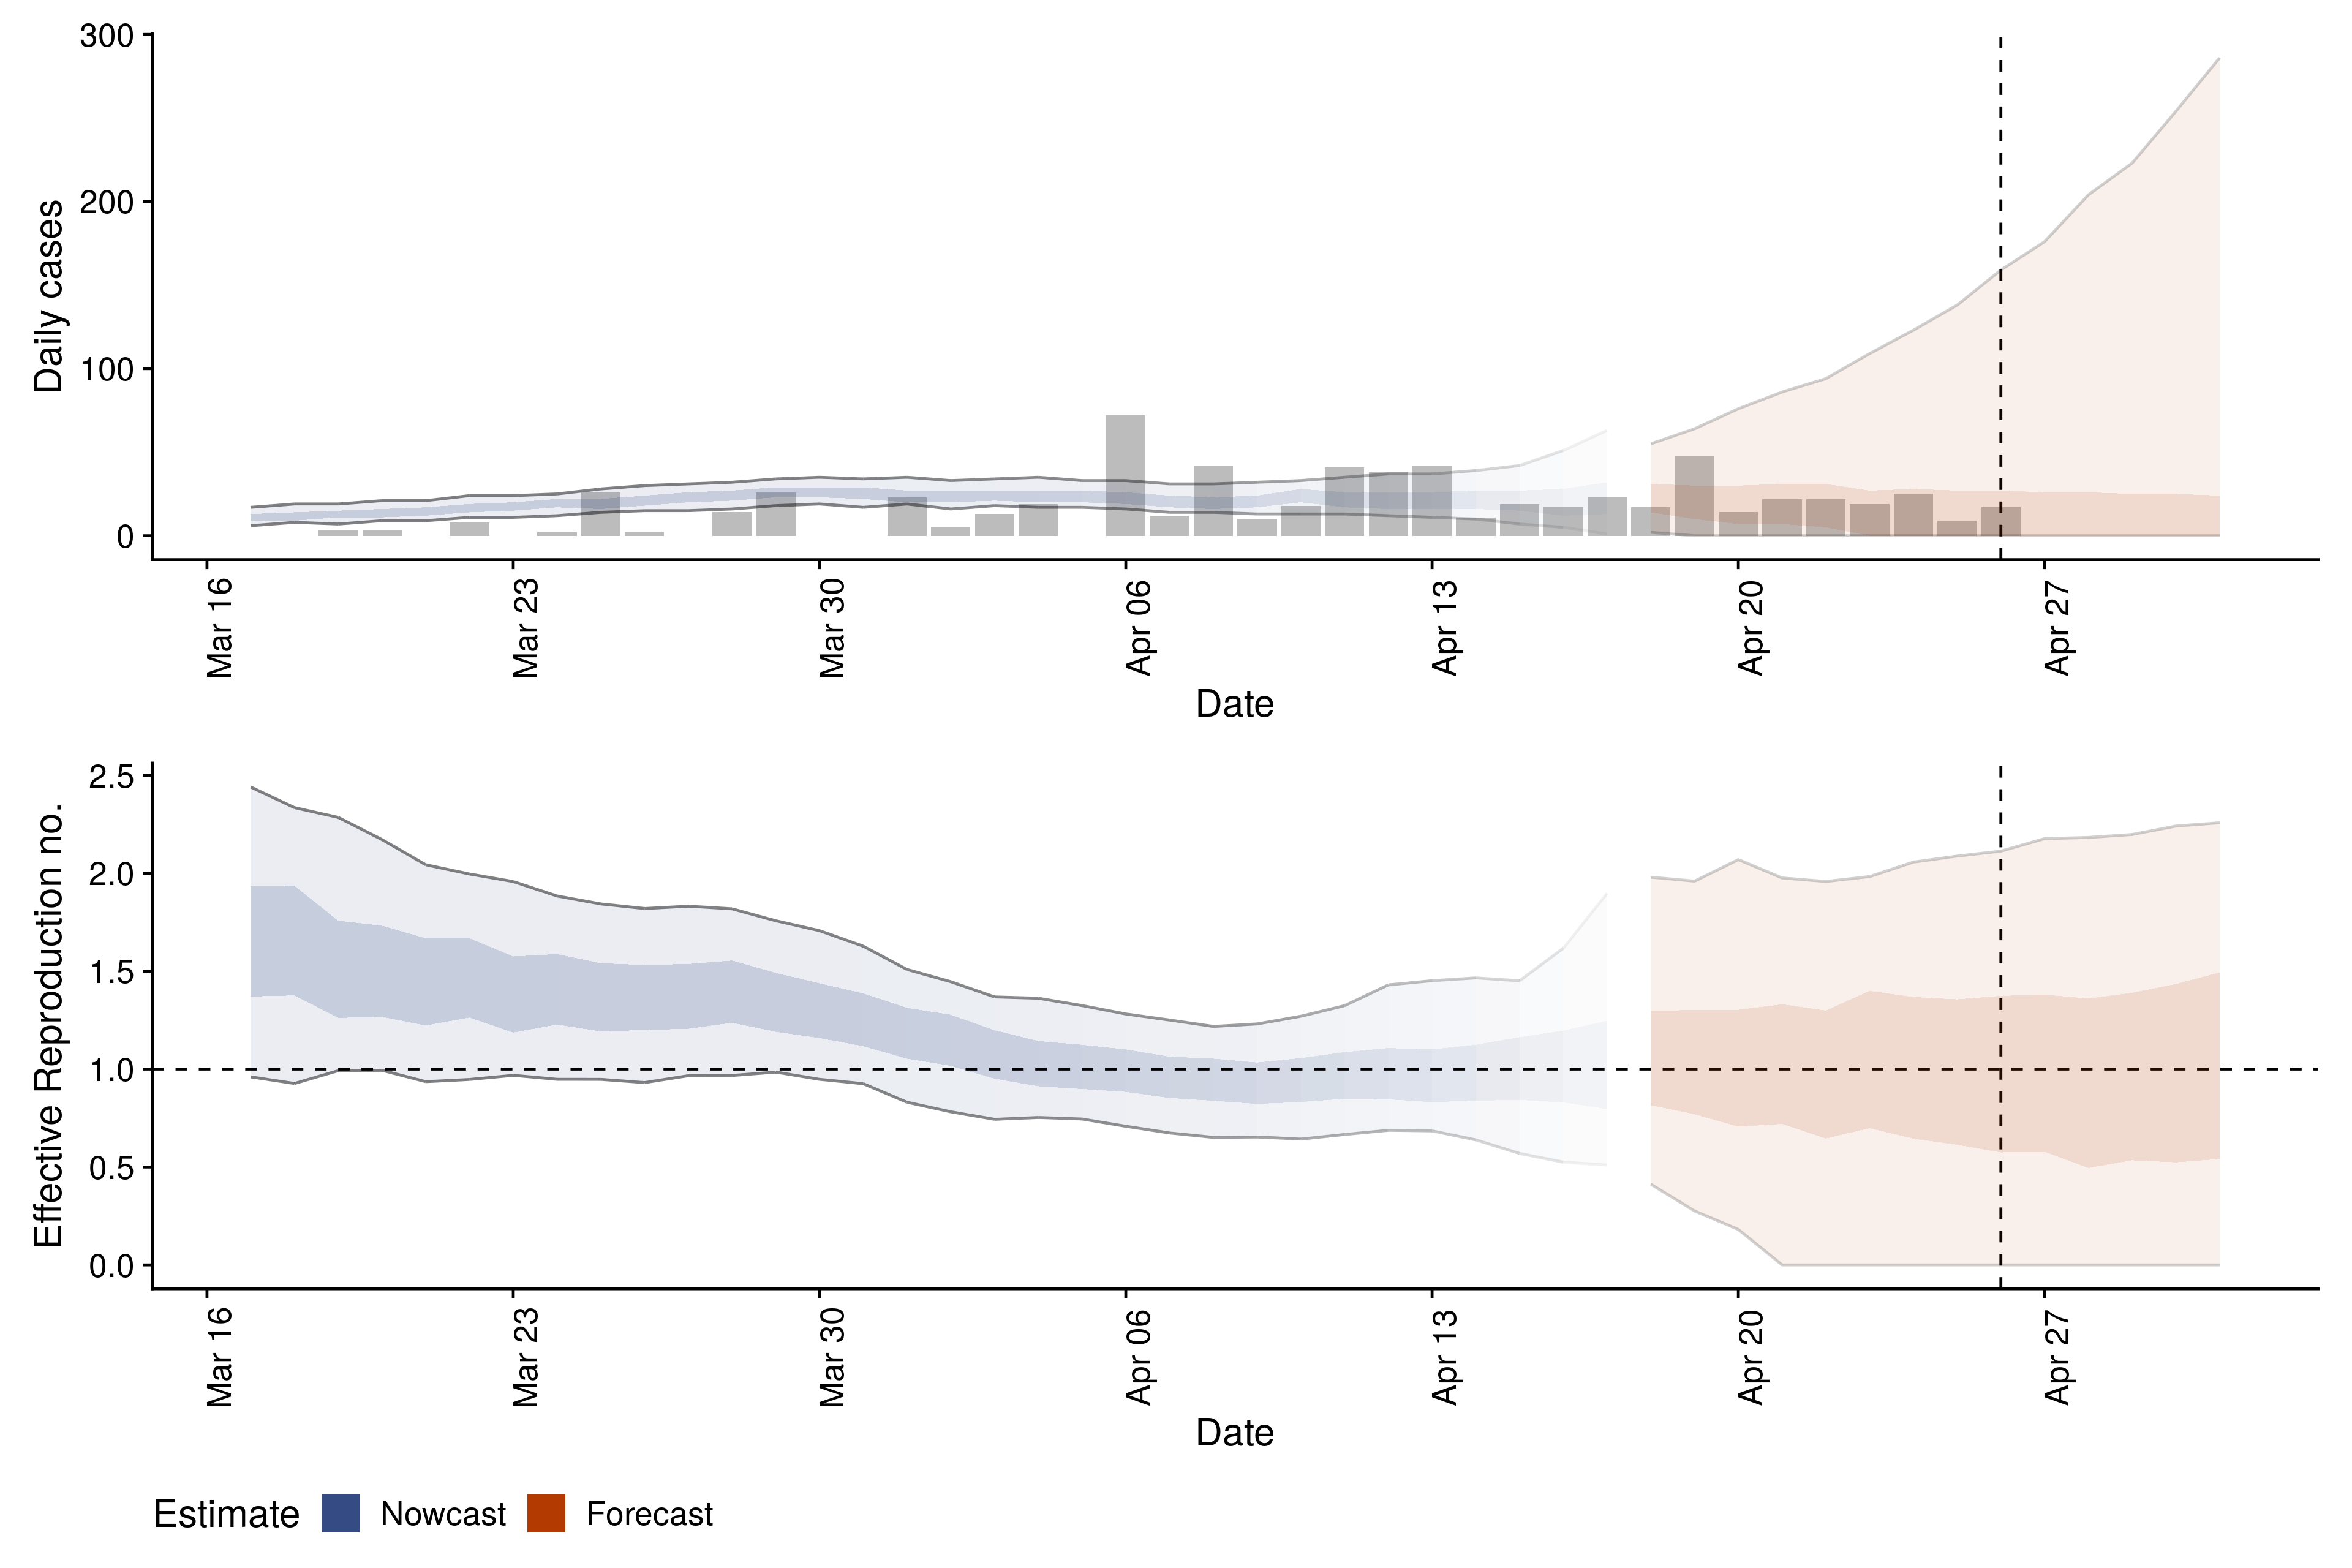 300
200
100
0
Daily cases
Mar 16
Mar 23
Mar 30
Apr 06
Apr 13
Apr 20
Apr 27
Date
2.5
2.0
1.5
1.0
0.5
0.0
Effective Reproduction no.
Mar 16
Mar 23
Mar 30
Apr 06
Apr 13
Apr 20
Apr 27
Date
Estimate Nowcast Forecast